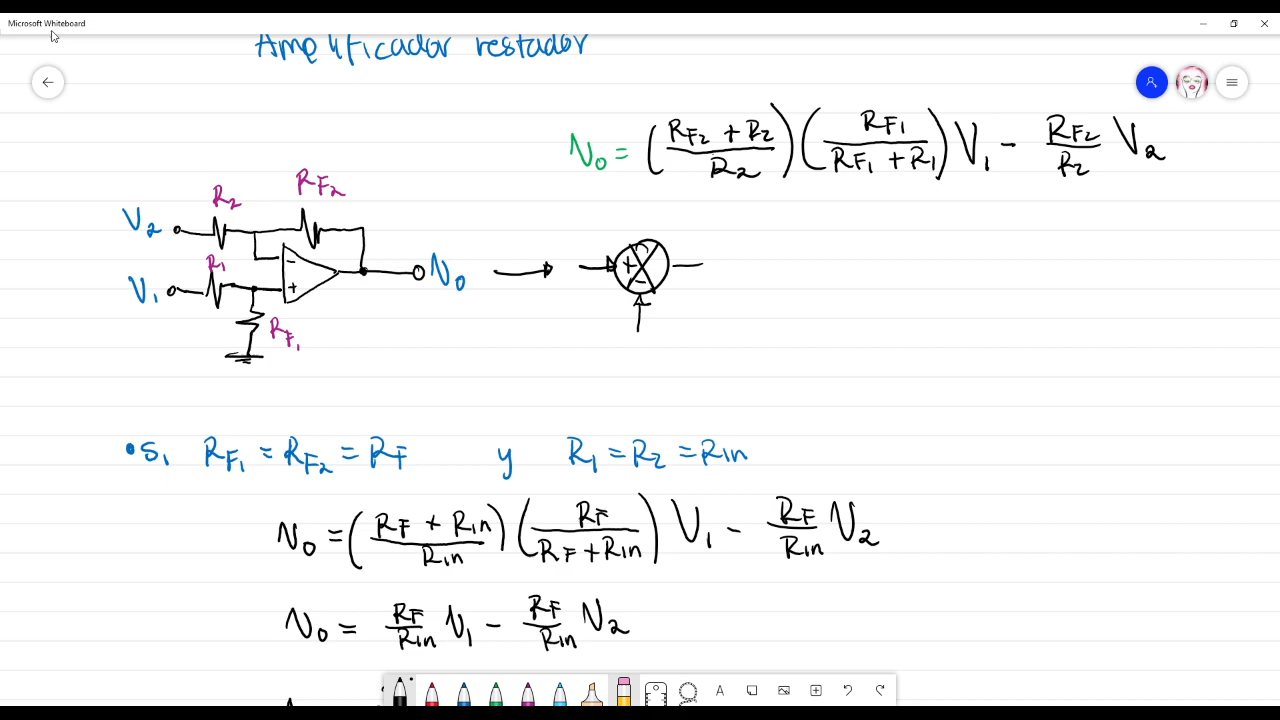 Microsoft Whiteboard
Amplificador restador
No = ((RF2 + R2)/R2) (RF1/(RF1 + R1)) V1 - (RF2/R2) V2
R2
RF2
V2
-
R1
V1
+
No
RF1
+
-
• Si RF1 = RF2 = RF y R1 = R2 = Rin
No = ((RF + Rin)/Rin) (RF/(RF + Rin)) V1 - (RF/Rin) V2
No = (RF/Rin) V1 - (RF/Rin) V2
A